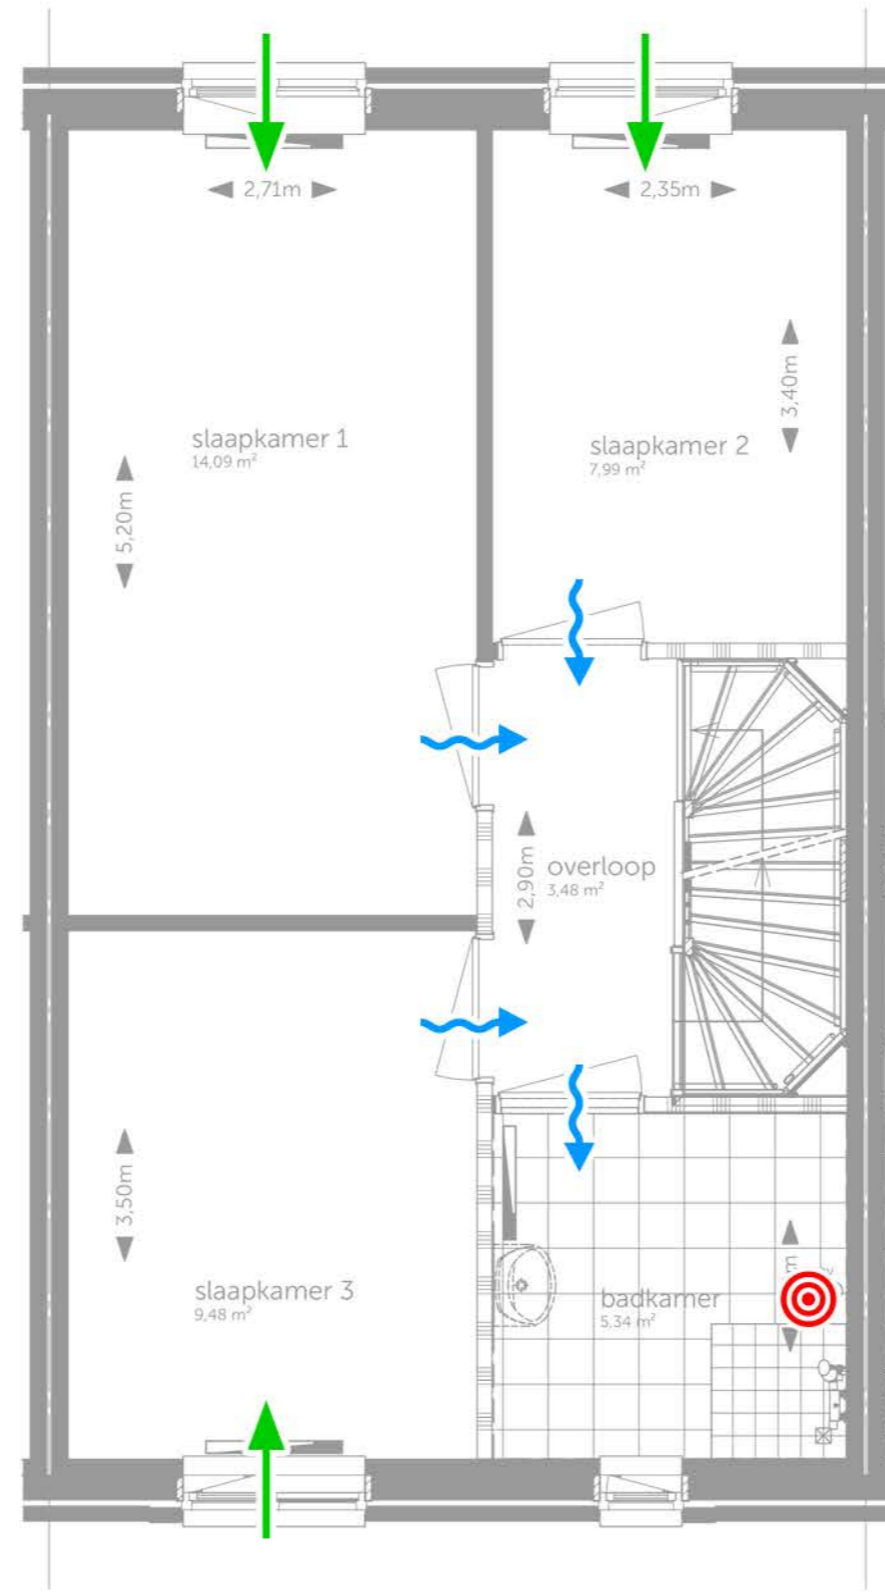 2,71m
2,35m
3,40m
slaapkamer 1
14,09 m²
slaapkamer 2
7,99 m²
5,20m
2,90m
overloop
3,48 m²
3,50m
slaapkamer 3
9,48 m²
badkamer
5,34 m²
m